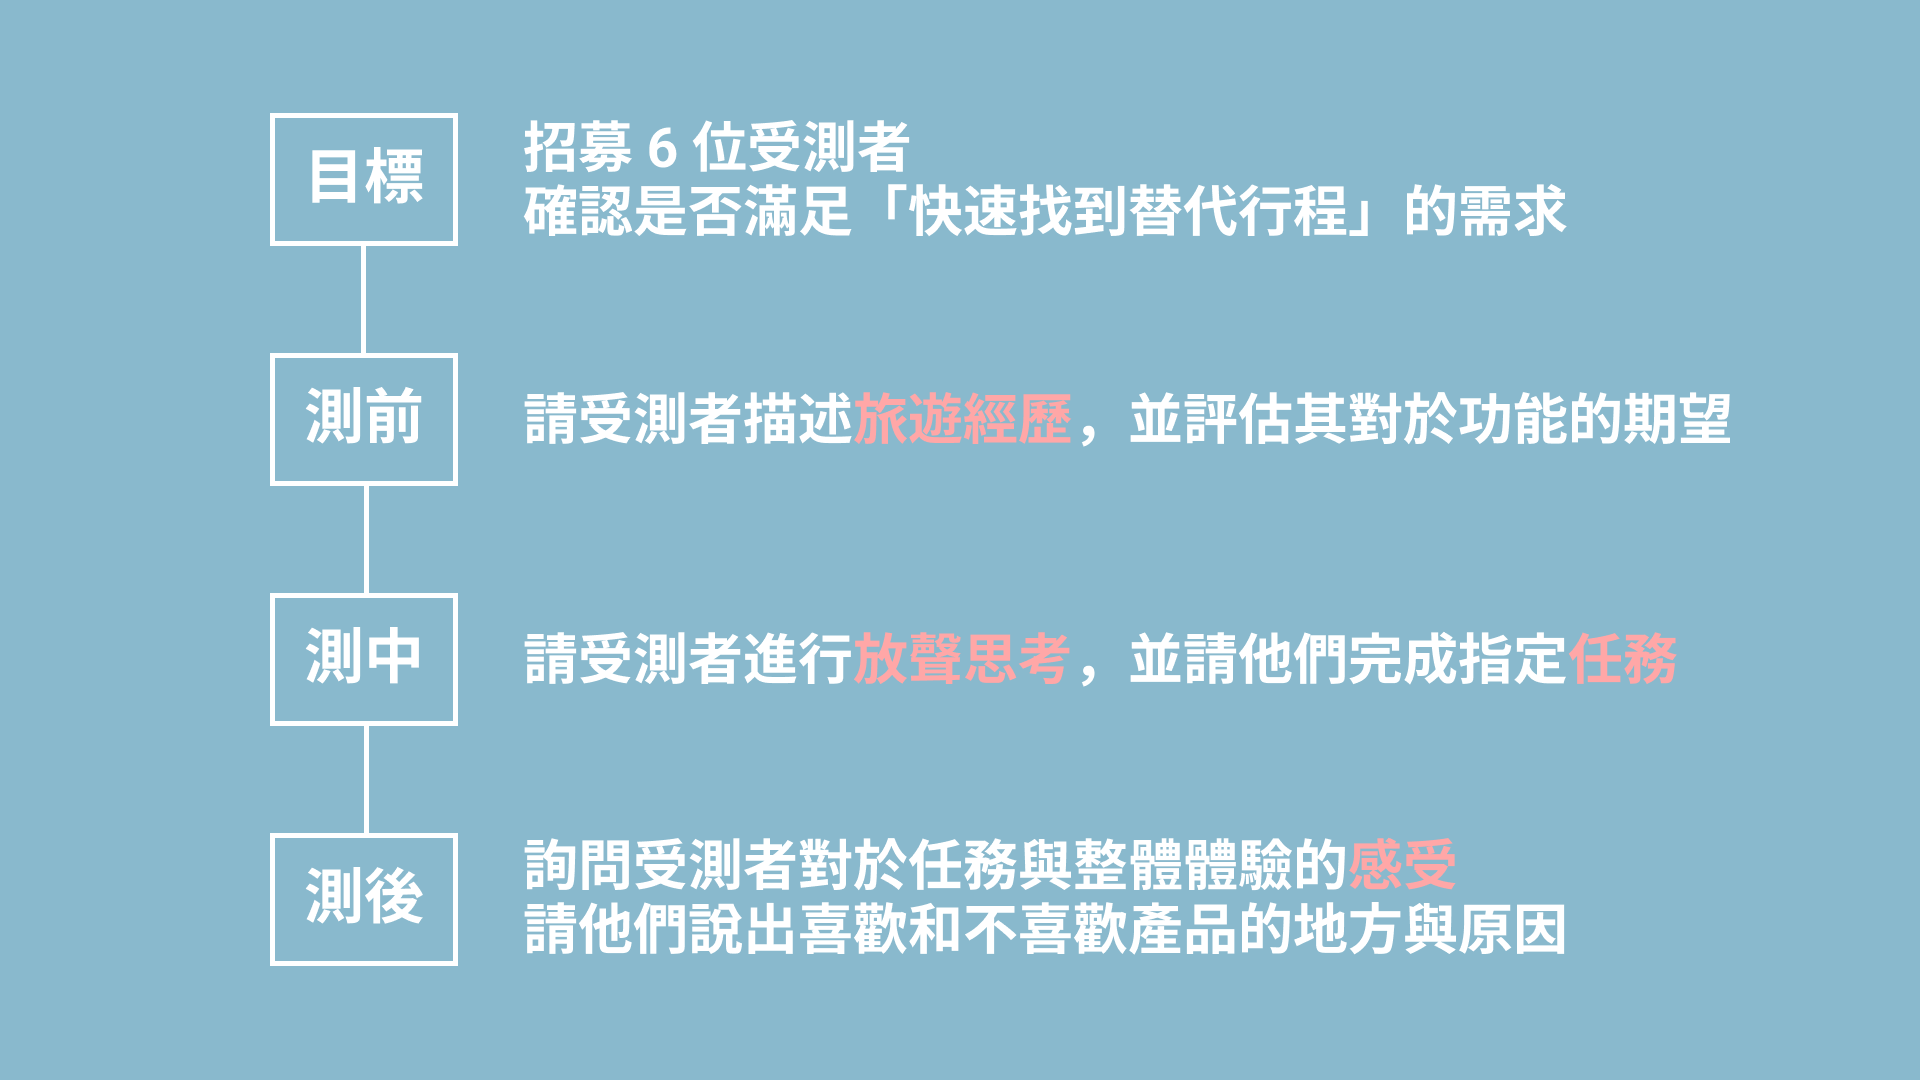 目標
招募 6 位受測者
確認是否滿足「快速找到替代行程」的需求
測前
請受測者描述旅遊經歷，並評估其對於功能的期望
測中
請受測者進行放聲思考，並請他們完成指定任務
測後
詢問受測者對於任務與整體體驗的感受
請他們說出喜歡和不喜歡產品的地方與原因